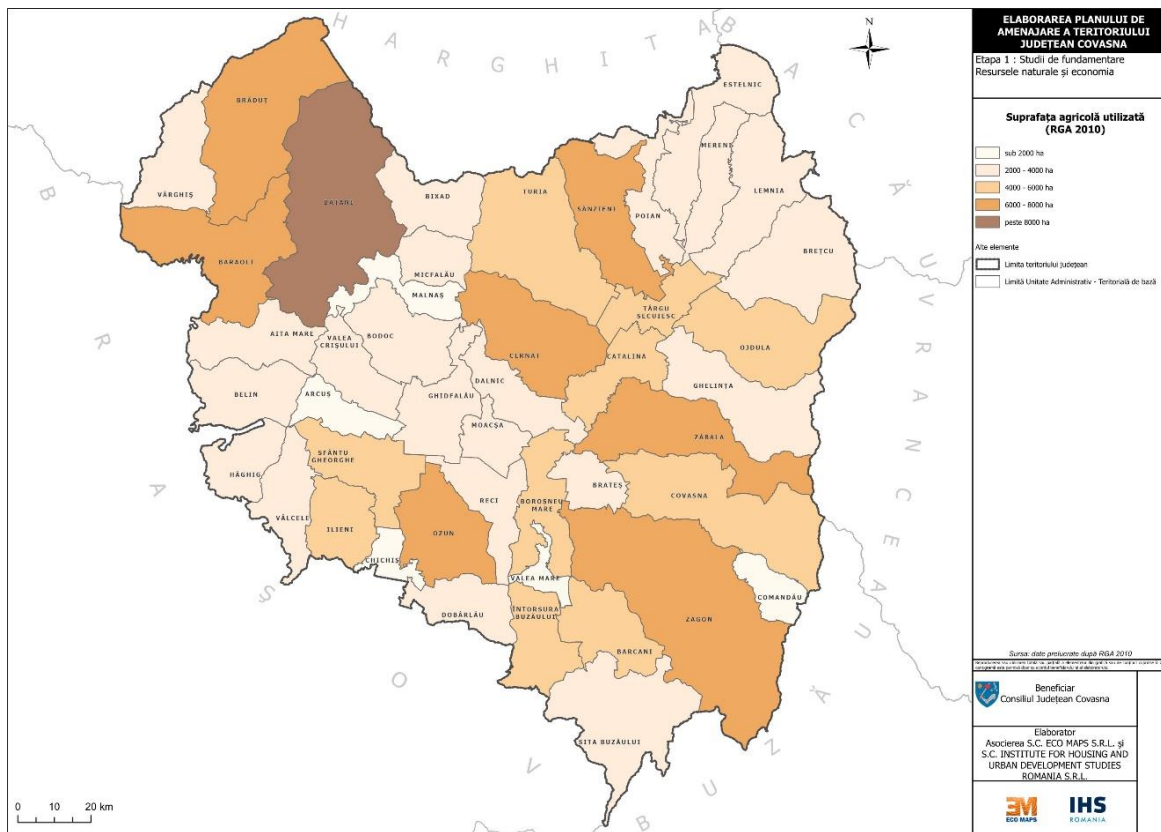 HARGHITA
BACĂU
VRANCEA
BUZĂU
BRAȘOV
N
ESTELNIC
BRĂDUȚ
MERENI
VÂRGHIȘ
LEMNIA
BIXAD
TURIA
SÂNZIENI
POIAN
BREȚCU
BARAOLT
MICFALĂU
MALNAȘ
TÂRGU
SECUIESC
AITA MARE
VALEA
CRIȘULUI
BODOC
CERNAT
CATALINA
OJDULA
DALNIC
GHELINȚA
BELIN
ARCUȘ
GHIDFALĂU
MOACȘA
ZĂBALA
SFÂNTU
GHEORGHE
HĂGHIG
BRATEȘ
COVASNA
RECI
BOROȘNEU
MARE
VÂLCELE
ILIENI
OZUN
CHICHIȘ
VALEA MARE
COMANDĂU
DOBÂRLĂU
ÎNTORSURA
BUZĂULUI
ZAGON
BARCANI
SITA BUZĂULUI
0 10 20 km
ELABORAREA PLANULUI DE
AMENAJARE A TERITORIULUI
JUDEȚEAN COVASNA
Etapa 1 : Studii de fundamentare
Resursele naturale și economia
Suprafața agricolă utilizată
(RGA 2010)
sub 2000 ha
2000 - 4000 ha
4000 - 6000 ha
6000 - 8000 ha
peste 8000 ha
Alte elemente
Limita teritoriului județean
Limită Unitate Administrativ - Teritorială de bază
Sursa: date prelucrate după RGA 2010
Beneficiar
Consiliul Județean Covasna
Elaborator
Asocierea S.C. ECO MAPS S.R.L. și
S.C. INSTITUTE FOR HOUSING AND
URBAN DEVELOPMENT STUDIES
ROMANIA S.R.L.
EM
ECO MAPS
IHS
ROMANIA